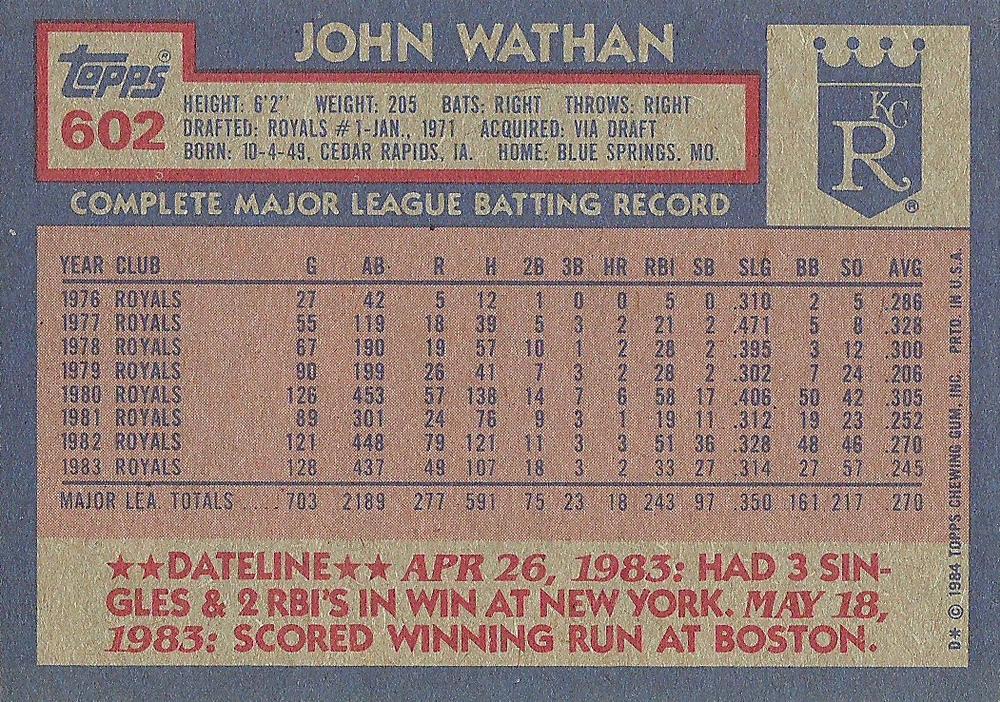 JOHN WATHAN
topps®
602
HEIGHT: 6'2" WEIGHT: 205 BATS: RIGHT THROWS: RIGHT
DRAFTED: ROYALS #1-JAN., 1971 ACQUIRED: VIA DRAFT
BORN: 10-4-49, CEDAR RAPIDS, IA. HOME: BLUE SPRINGS. MO.
KC
R
®
COMPLETE MAJOR LEAGUE BATTING RECORD
YEAR CLUB G AB R H 2B 3B HR RBI SB SLG BB SO AVG
1976 ROYALS 27 42 5 12 1 0 0 5 0 .310 2 5 .286
1977 ROYALS 55 119 18 39 5 3 2 21 2 .471 5 8 .328
1978 ROYALS 67 190 19 57 10 1 2 28 2 .395 3 12 .300
1979 ROYALS 90 199 26 41 7 3 2 28 2 .302 7 24 .206
1980 ROYALS 126 453 57 138 14 7 6 58 17 .406 50 42 .305
1981 ROYALS 89 301 24 76 9 3 1 19 11 .312 19 23 .252
1982 ROYALS 121 448 79 121 11 3 3 51 36 .328 48 46 .270
1983 ROYALS 128 437 49 107 18 3 2 33 27 .314 27 57 .245
MAJOR LEA. TOTALS .... 703 2189 277 591 75 23 18 243 97 .350 161 217 .270
★★DATELINE★★ APR 26, 1983: HAD 3 SIN-
GLES & 2 RBI'S IN WIN AT NEW YORK. MAY 18,
1983: SCORED WINNING RUN AT BOSTON.
D* © 1984 TOPPS CHEWING GUM, INC. PRTD. IN U.S.A.